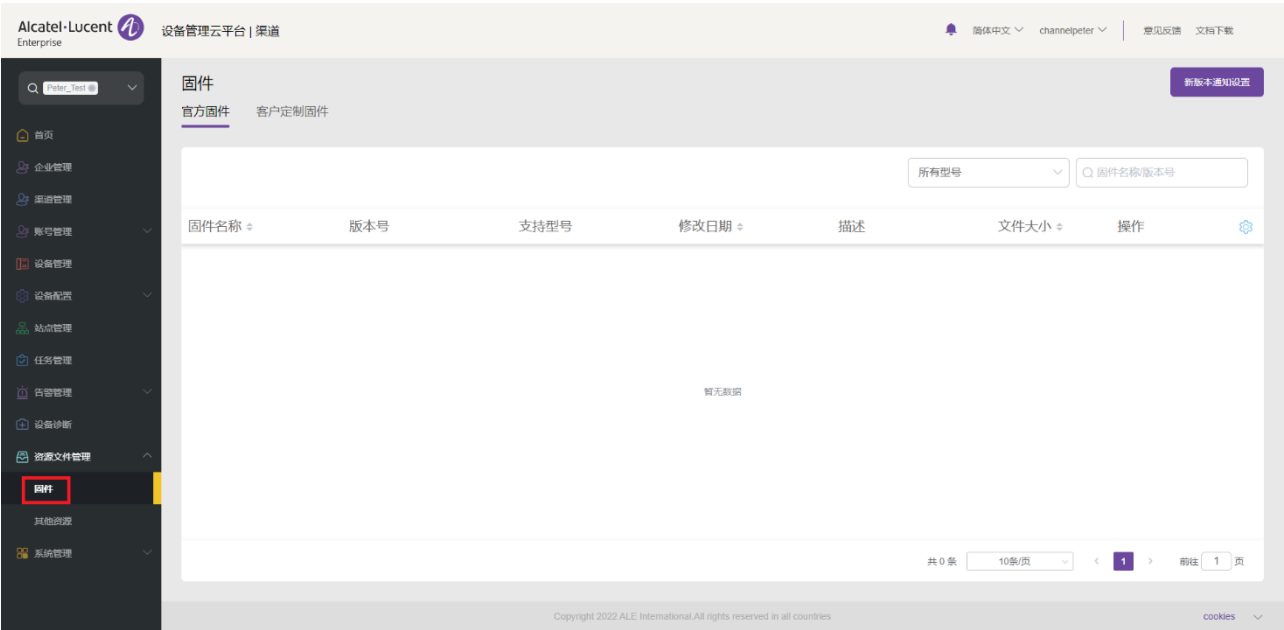 Alcatel·Lucent
Enterprise
设备管理云平台 | 渠道
简体中文
channelpeter
意见反馈
文档下载
Peter_Test
首页
企业管理
渠道管理
账号管理
设备管理
设备配置
站点管理
任务管理
告警管理
设备诊断
资源文件管理
固件
其他资源
系统管理
固件
新版本通知设置
官方固件 客户定制固件
所有型号
固件名称/版本号
固件名称 版本号 支持型号 修改日期 描述 文件大小 操作
暂无数据
共 0 条 10条/页 < 1 > 前往 1 页
Copyright 2022 ALE International.All rights reserved in all countries
cookies